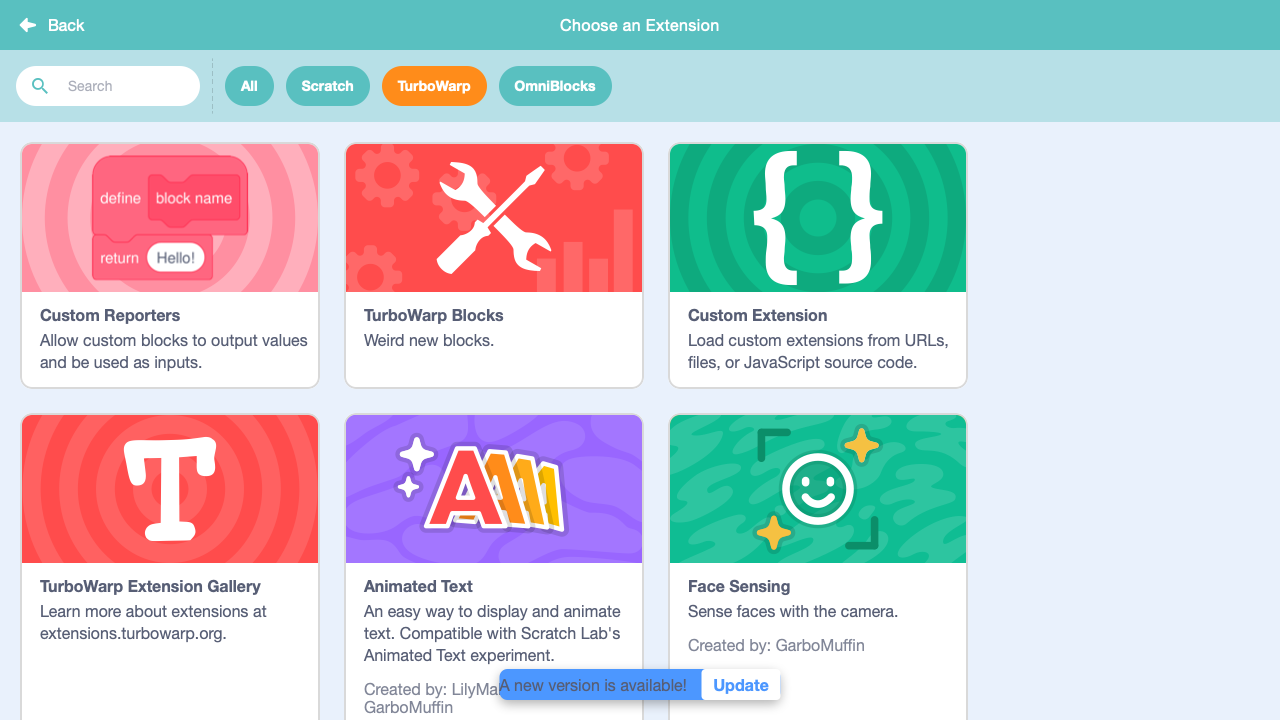 Back
Choose an Extension
Search
All
Scratch
TurboWarp
OmniBlocks
define block name
return Hello!
Custom Reporters
Allow custom blocks to output values
and be used as inputs.
TurboWarp Blocks
Weird new blocks.
{}
Custom Extension
Load custom extensions from URLs,
files, or JavaScript source code.
T
TurboWarp Extension Gallery
Learn more about extensions at
extensions.turbowarp.org.
A
Animated Text
An easy way to display and animate
text. Compatible with Scratch Lab's
Animated Text experiment.
Created by:
GarboMuffin
Face Sensing
Sense faces with the camera.
Created by: GarboMuffin
A new version is available!
Update